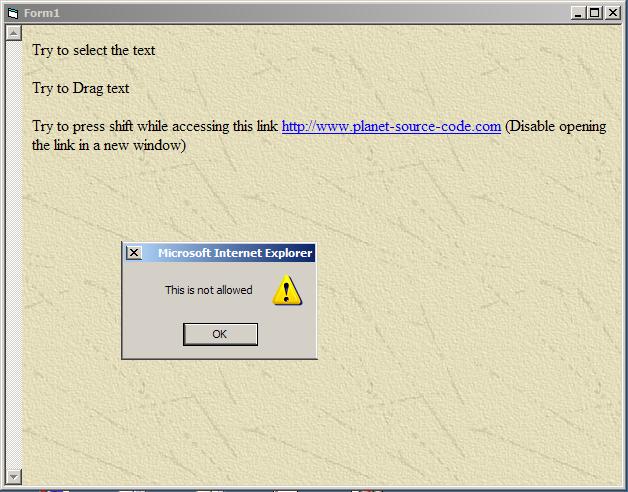 Form1
Try to select the text
Try to Drag text
Try to press shift while accessing this link http://www.planet-source-code.com (Disable opening
the link in a new window)
Microsoft Internet Explorer
This is not allowed
OK